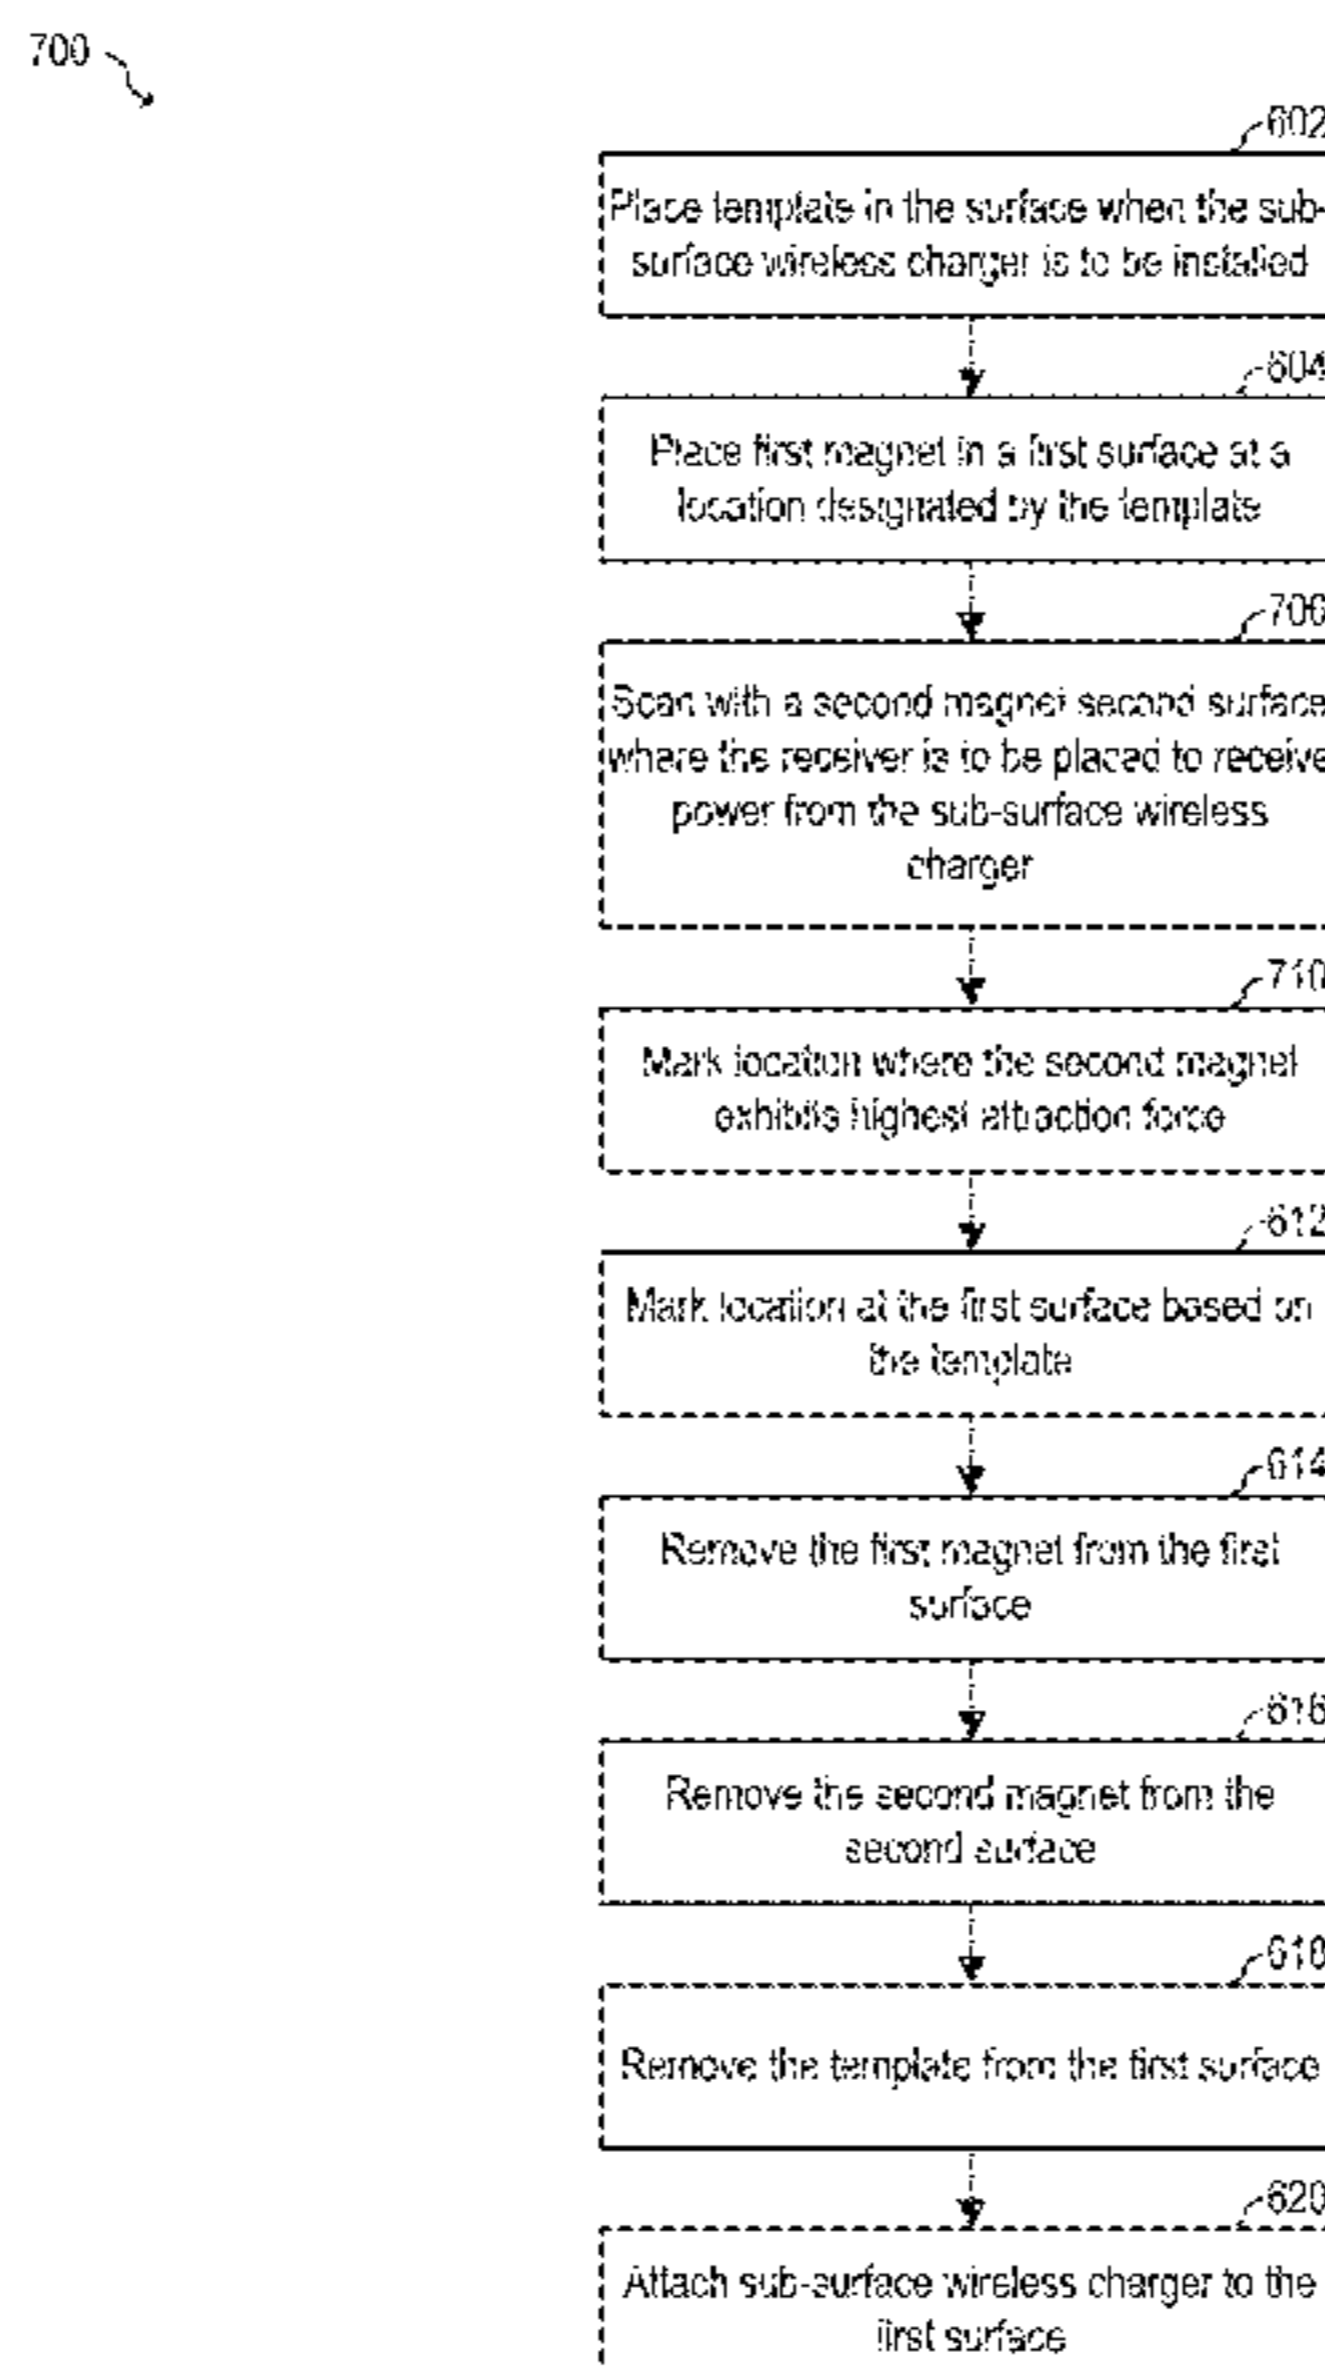 700
602
Place template in the surface when the sub-
surface wireless charger is to be installed
604
Place first magnet in a first surface at a
location designated by the template
706
Scan with a second magnet second surface
where the receiver is to be placed to receive
power from the sub-surface wireless
charger
710
Mark location where the second magnet
exhibits highest attraction force
612
Mark location at the first surface based on
the template
614
Remove the first magnet from the first
surface
616
Remove the second magnet from the
second surface
618
Remove the template from the first surface
620
Attach sub-surface wireless charger to the
first surface